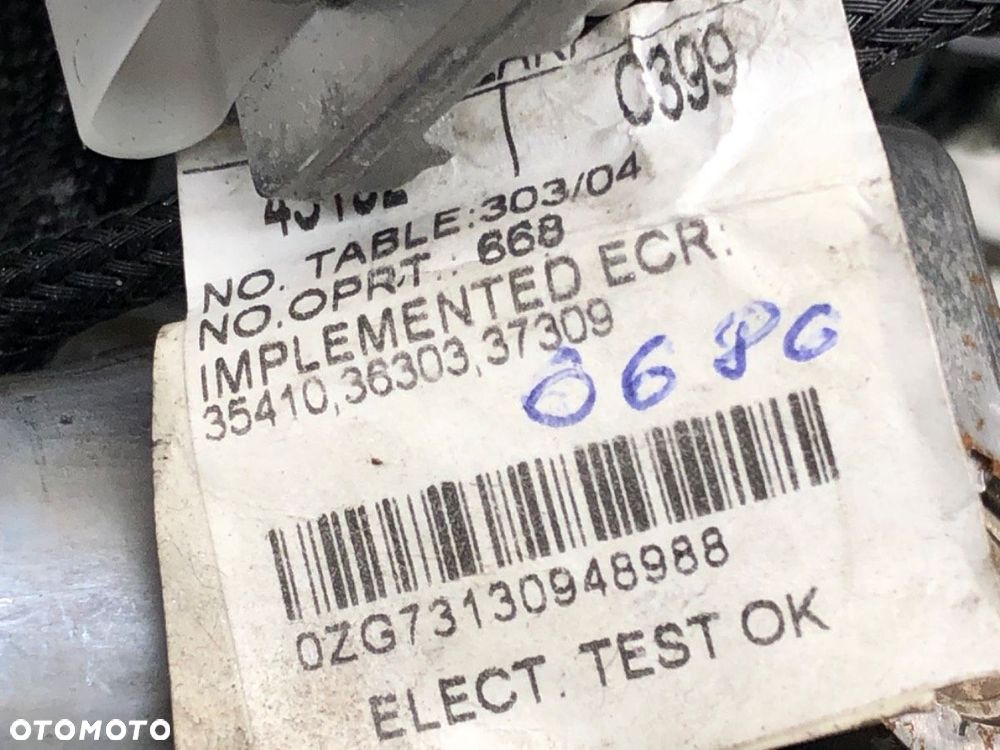 C399
NO. TABLE:303/04
NO.OPRT.: 668
IMPLEMENTED ECR:
35410,36303,37309
0680
0ZG73130948988
ELECT. TEST OK
OTOMOTO